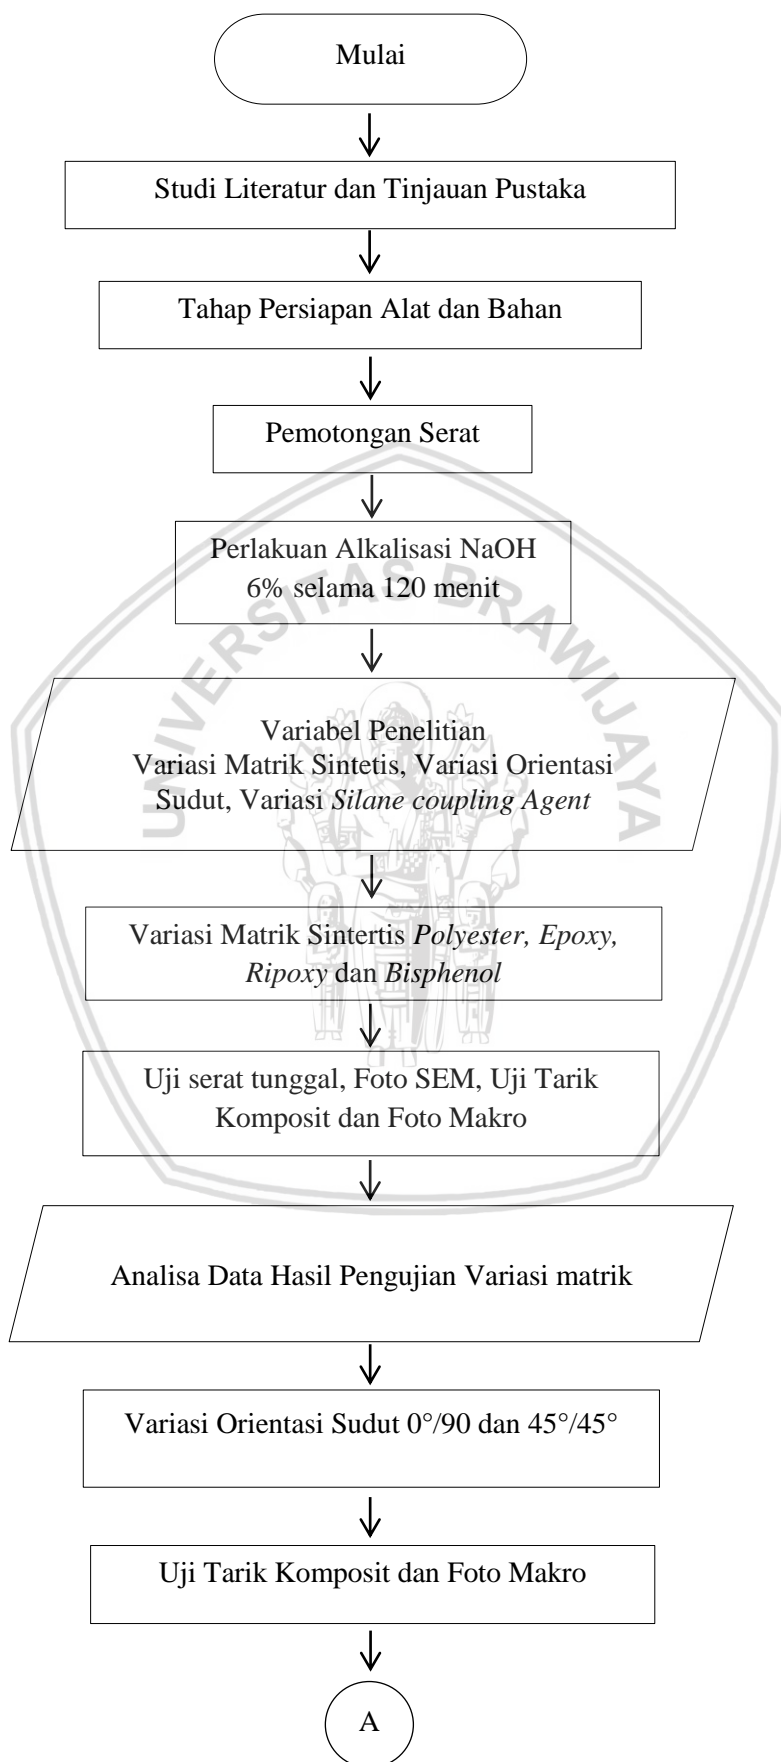 Mulai
Studi Literatur dan Tinjauan Pustaka
Tahap Persiapan Alat dan Bahan
Pemotongan Serat
Perlakuan Alkalisasi NaOH
6% selama 120 menit
UNIVERSITAS BRAWIJAYA
Variabel Penelitian
Variasi Matrik Sintetis, Variasi Orientasi
Sudut, Variasi Silane coupling Agent
Variasi Matrik Sintertis Polyester, Epoxy,
Ripoxy dan Bisphenol
Uji serat tunggal, Foto SEM, Uji Tarik
Komposit dan Foto Makro
Analisa Data Hasil Pengujian Variasi matrik
Variasi Orientasi Sudut 0°/90 dan 45°/45°
Uji Tarik Komposit dan Foto Makro
A